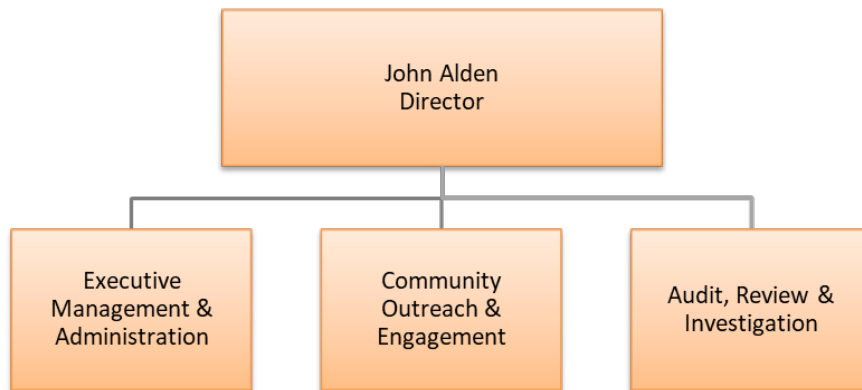 John Alden
Director
Executive
Management &
Administration
Community
Outreach &
Engagement
Audit, Review &
Investigation